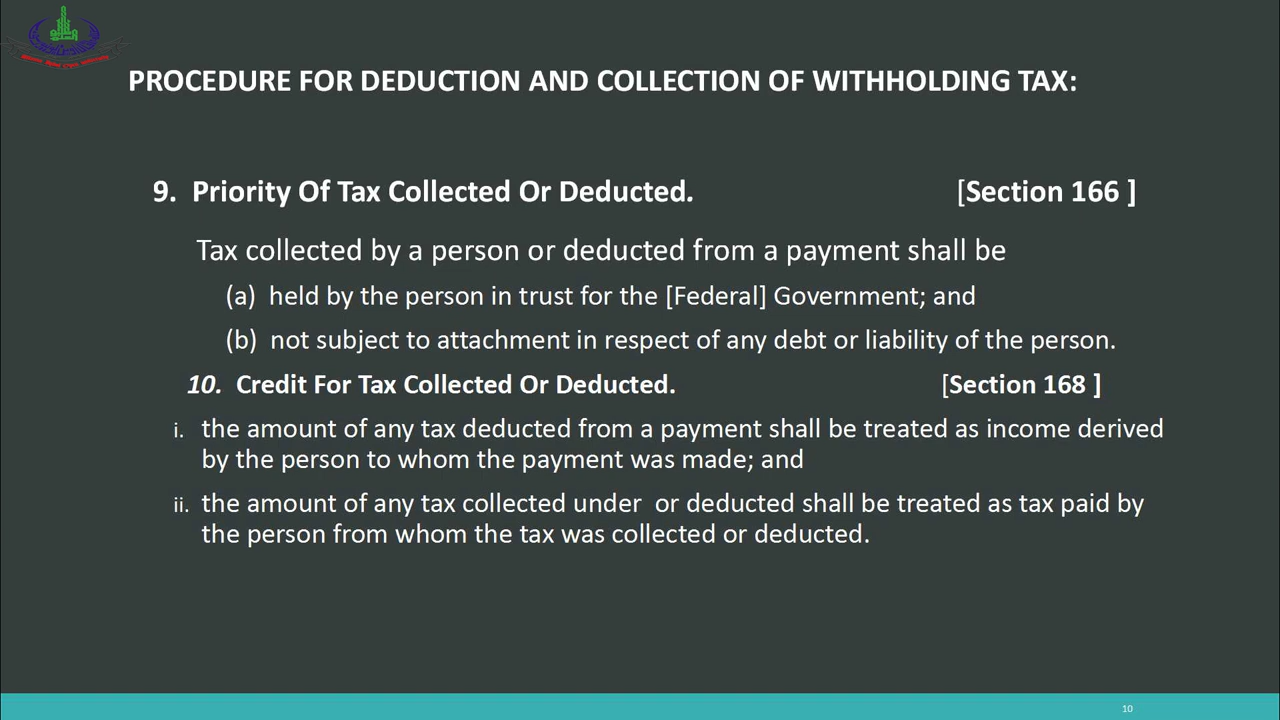 PROCEDURE FOR DEDUCTION AND COLLECTION OF WITHHOLDING TAX:
9. Priority Of Tax Collected Or Deducted. [Section 166 ]
Tax collected by a person or deducted from a payment shall be
(a) held by the person in trust for the [Federal] Government; and
(b) not subject to attachment in respect of any debt or liability of the person.
10. Credit For Tax Collected Or Deducted. [Section 168 ]
i. the amount of any tax deducted from a payment shall be treated as income derived
by the person to whom the payment was made; and
ii. the amount of any tax collected under or deducted shall be treated as tax paid by
the person from whom the tax was collected or deducted.
10